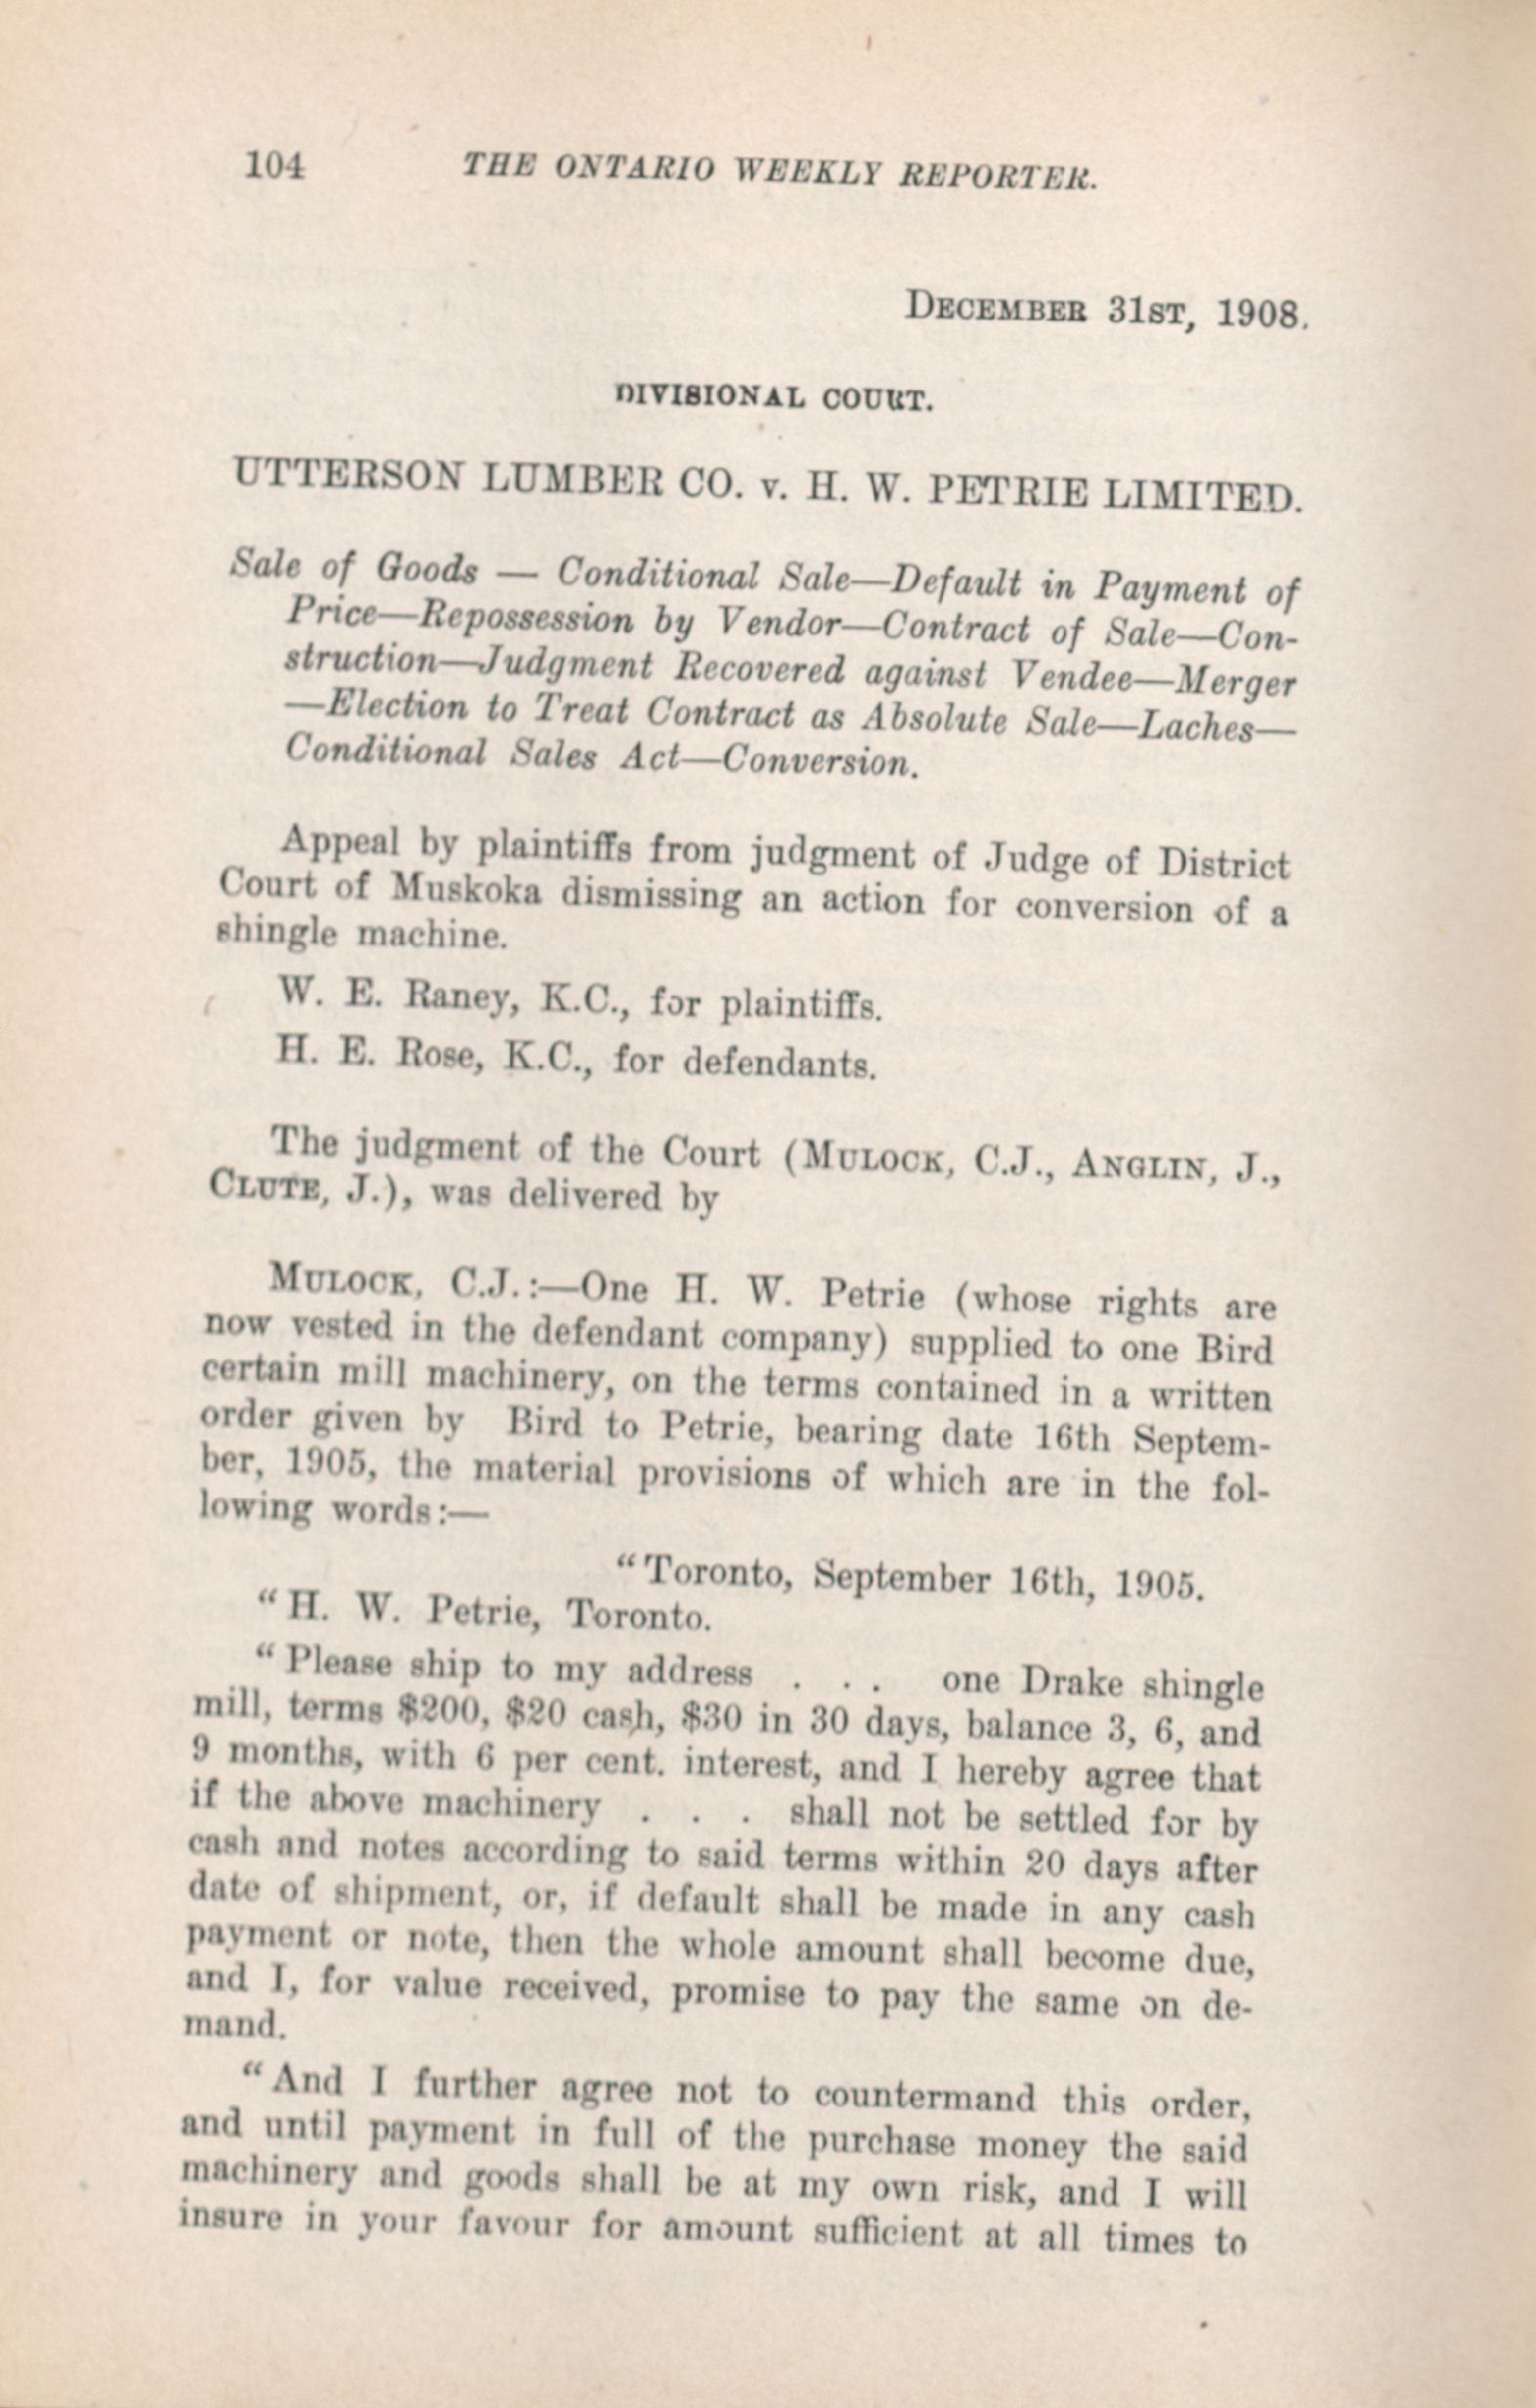 104 THE ONTARIO WEEKLY REPORTER.
DECEMBER 31ST, 1908.
DIVISIONAL COURT.
UTTERSON LUMBER CO. v. H. W. PETRIE LIMITED.
Sale of Goods — Conditional Sale—Default in Payment of
Price—Repossession by Vendor—Contract of Sale—Con-
struction—Judgment Recovered against Vendee—Merger
—Election to Treat Contract as Absolute Sale—Laches—
Conditional Sales Act—Conversion.
Appeal by plaintiffs from judgment of Judge of District
Court of Muskoka dismissing an action for conversion of a
shingle machine.
W. E. Raney, K.C., for plaintiffs.
H. E. Rose, K.C., for defendants.
The judgment of the Court (MULOCK, C.J., ANGLIN, J.,
CLUTE, J.), was delivered by
MULOCK, C.J.:—One H. W. Petrie (whose rights are
now vested in the defendant company) supplied to one Bird
certain mill machinery, on the terms contained in a written
order given by Bird to Petrie, bearing date 16th Septem-
ber, 1905, the material provisions of which are in the fol-
lowing words:—
"Toronto, September 16th, 1905.
"H. W. Petrie, Toronto.
"Please ship to my address . . . one Drake shingle
mill, terms $200, $20 cash, $30 in 30 days, balance 3, 6, and
9 months, with 6 per cent. interest, and I hereby agree that
if the above machinery . . . shall not be settled for by
cash and notes according to said terms within 20 days after
date of shipment, or, if default shall be made in any cash
payment or note, then the whole amount shall become due,
and I, for value received, promise to pay the same on de-
mand.
"And I further agree not to countermand this order,
and until payment in full of the purchase money the said
machinery and goods shall be at my own risk, and I will
insure in your favour for amount sufficient at all times to